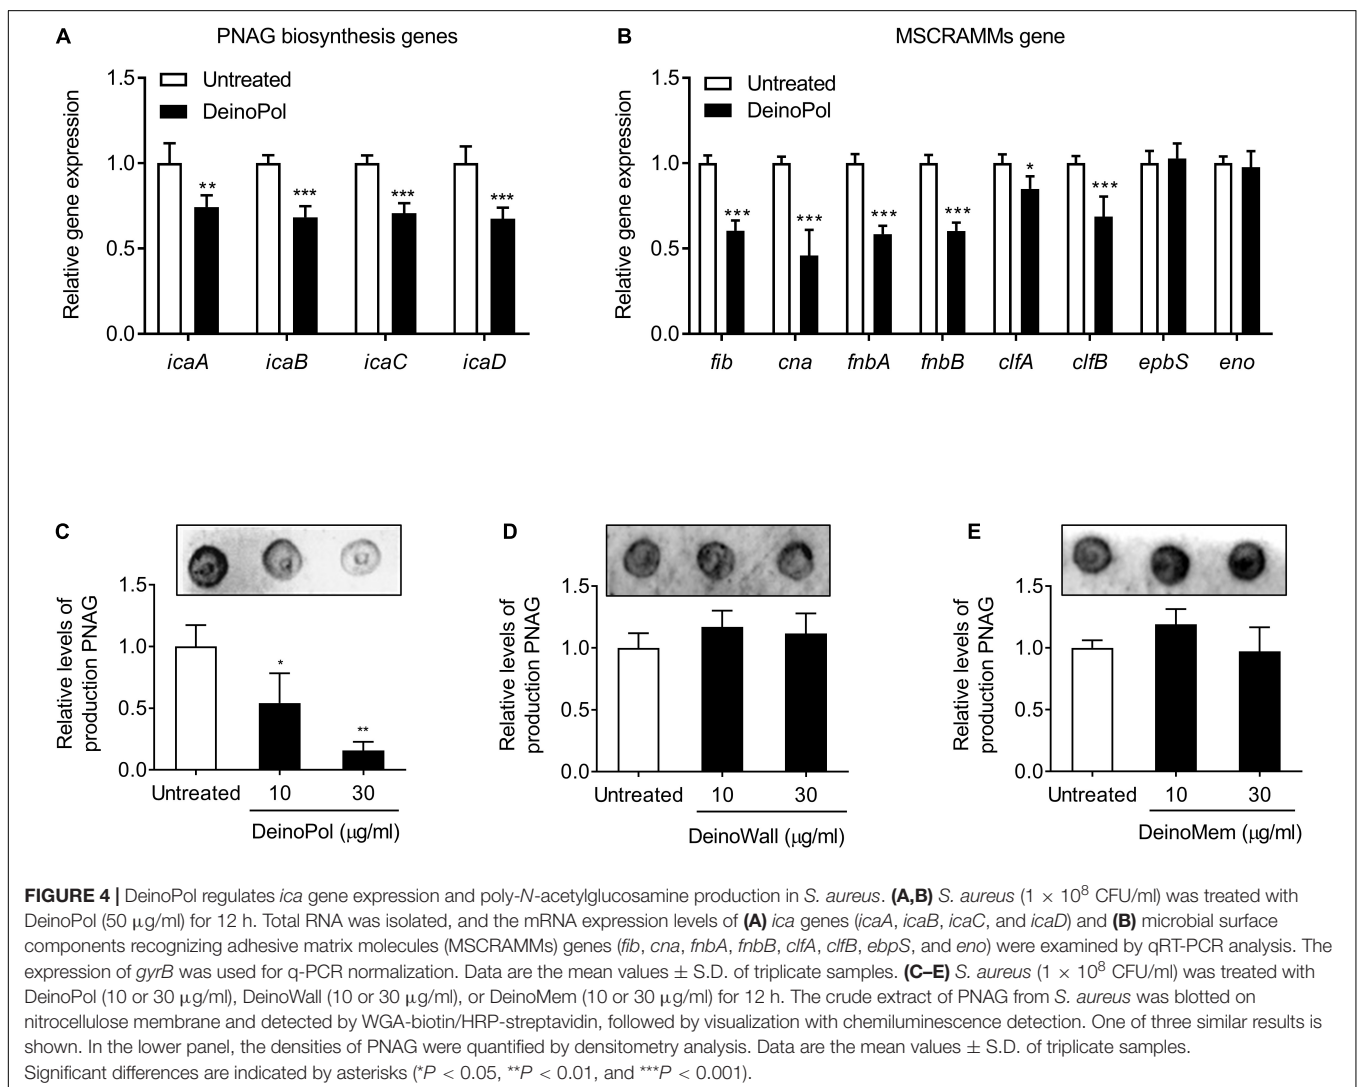 A PNAG biosynthesis genes
1.5
1.0
0.5
0.0
Relative gene expression
Untreated
DeinoPol
** *** *** ***
icaA icaB icaC icaD
B MSCRAMMs gene
1.5
1.0
0.5
0.0
Relative gene expression
Untreated
DeinoPol
*** *** *** *** * ***
fib cna fnbA fnbB clfA clfB epbS eno
C
1.5
1.0
0.5
0.0
Relative levels of
production PNAG
* **
Untreated 10 30
DeinoPol (μg/ml)
D
1.5
1.0
0.5
0.0
Relative levels of
production PNAG
Untreated 10 30
DeinoWall (μg/ml)
E
1.5
1.0
0.5
0.0
Relative levels of
production PNAG
Untreated 10 30
DeinoMem (μg/ml)
FIGURE 4 | DeinoPol regulates ica gene expression and poly-N-acetylglucosamine production in S. aureus. (A,B) S. aureus (1 × 10⁸ CFU/ml) was treated with
DeinoPol (50 μg/ml) for 12 h. Total RNA was isolated, and the mRNA expression levels of (A) ica genes (icaA, icaB, icaC, and icaD) and (B) microbial surface
components recognizing adhesive matrix molecules (MSCRAMMs) genes (fib, cna, fnbA, fnbB, clfA, clfB, ebpS, and eno) were examined by qRT-PCR analysis. The
expression of gyrB was used for q-PCR normalization. Data are the mean values ± S.D. of triplicate samples. (C–E) S. aureus (1 × 10⁸ CFU/ml) was treated with
DeinoPol (10 or 30 μg/ml), DeinoWall (10 or 30 μg/ml), or DeinoMem (10 or 30 μg/ml) for 12 h. The crude extract of PNAG from S. aureus was blotted on
nitrocellulose membrane and detected by WGA-biotin/HRP-streptavidin, followed by visualization with chemiluminescence detection. One of three similar results is
shown. In the lower panel, the densities of PNAG were quantified by densitometry analysis. Data are the mean values ± S.D. of triplicate samples.
Significant differences are indicated by asterisks (*P < 0.05, **P < 0.01, and ***P < 0.001).